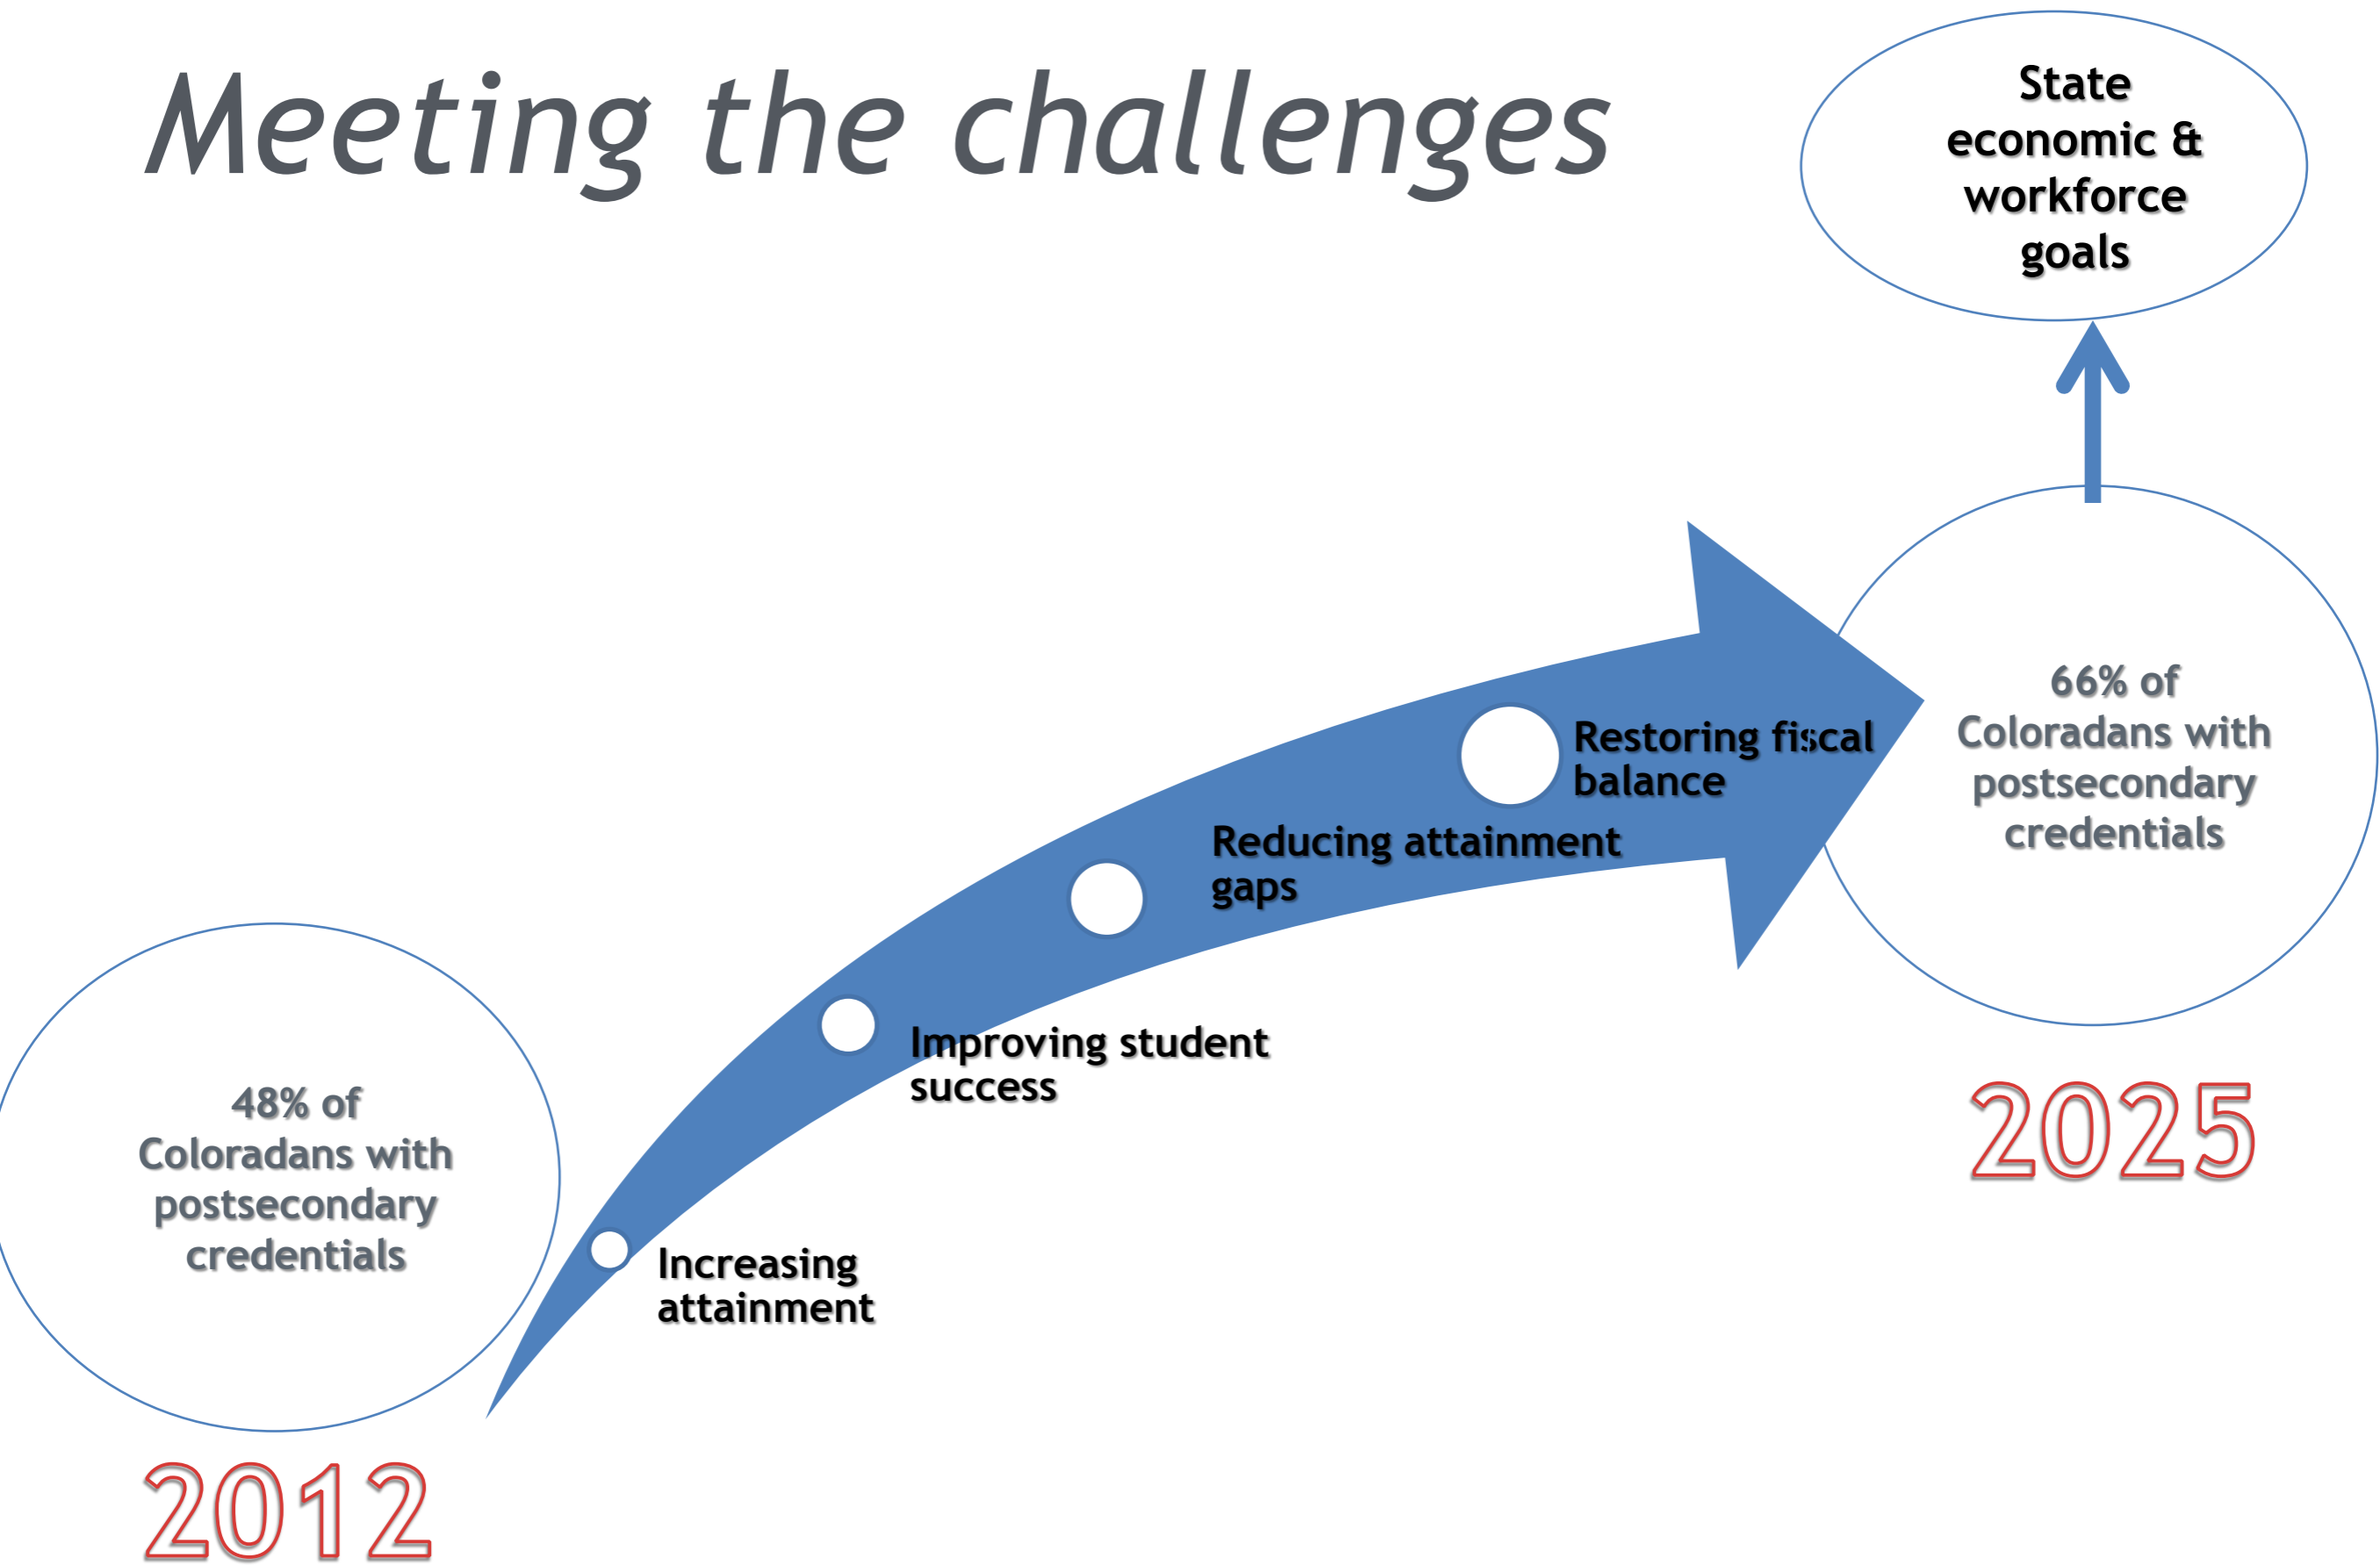 Meeting the challenges
State
economic &
workforce
goals
66% of
Coloradans with
postsecondary
credentials
2025
Restoring fiscal
balance
Reducing attainment
gaps
Improving student
success
Increasing
attainment
48% of
Coloradans with
postsecondary
credentials
2012